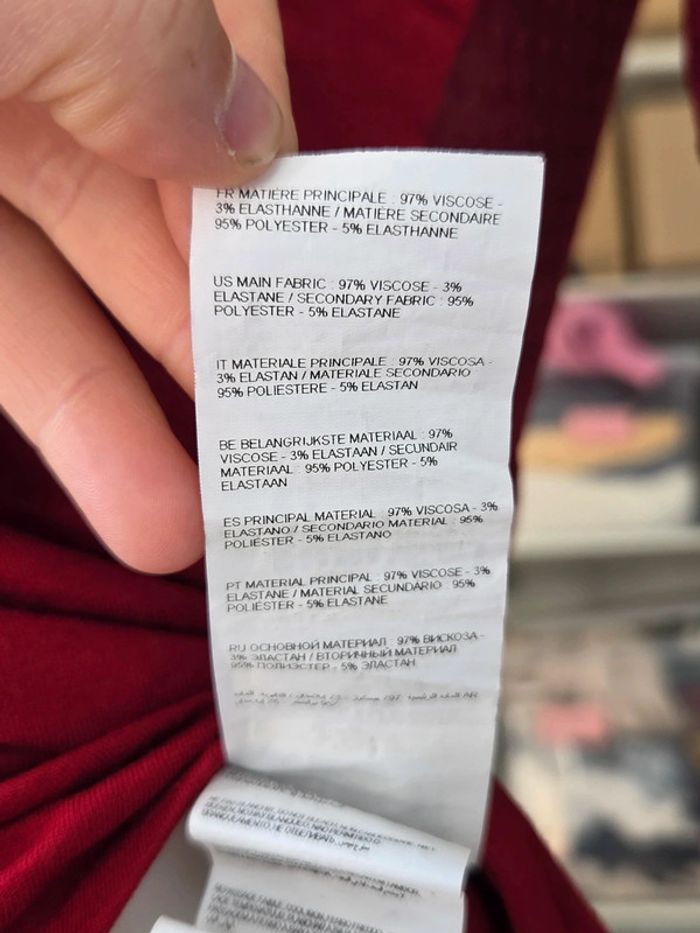 FR MATIÈRE PRINCIPALE : 97% VISCOSE -
3% ELASTHANNE / MATIÈRE SECONDAIRE
95% POLYESTER - 5% ELASTHANNE
US MAIN FABRIC : 97% VISCOSE - 3%
ELASTANE / SECONDARY FABRIC : 95%
POLYESTER - 5% ELASTANE
IT MATERIALE PRINCIPALE : 97% VISCOSA -
3% ELASTAN / MATERIALE SECONDARIO
95% POLIESTERE - 5% ELASTAN
BE BELANGRIJKSTE MATERIAAL : 97%
VISCOSE - 3% ELASTAAN / SECUNDAIR
MATERIAAL : 95% POLYESTER - 5%
ELASTAAN
ES PRINCIPAL MATERIAL : 97% VISCOSA - 3%
ELASTANO / SECONDARIO MATERIAL : 95%
POLIÉSTER - 5% ELASTANO
PT MATERIAL PRINCIPAL : 97% VISCOSE - 3%
ELASTANE / MATERIAL SECUNDÁRIO : 95%
POLIÉSTER - 5% ELASTANE
RU ОСНОВНОЙ МАТЕРИАЛ : 97% ВИСКОЗА -
3% ЭЛАСТАН / ВТОРИЧНЫЙ МАТЕРИАЛ
95% ПОЛИЭСТЕР - 5% ЭЛАСТАН